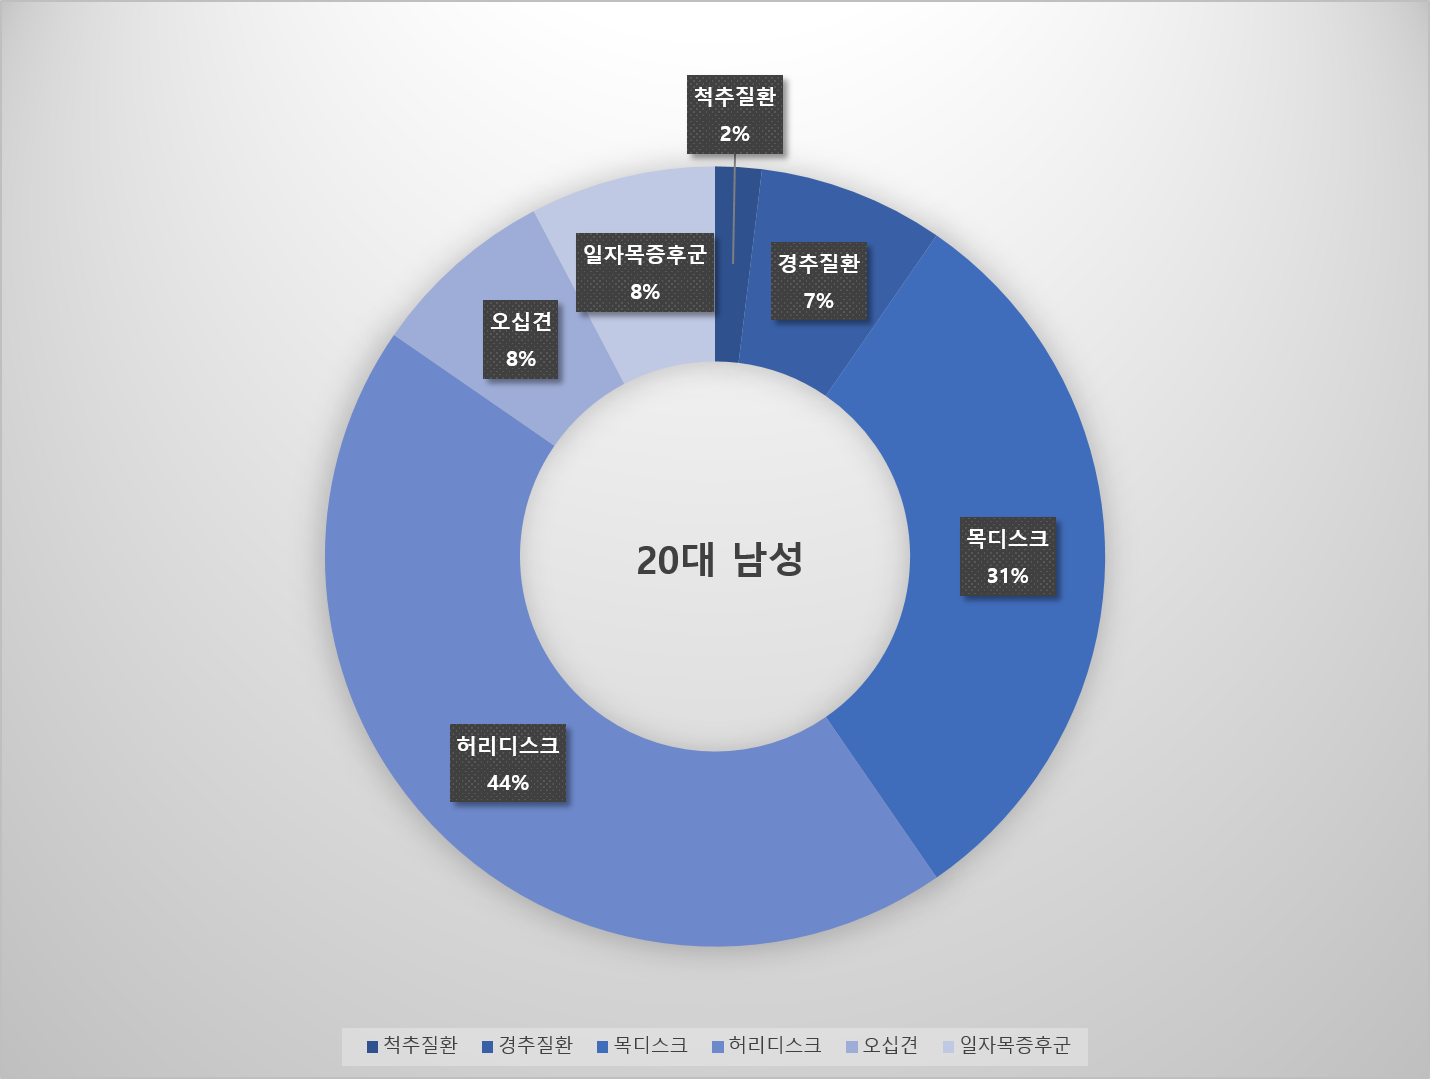 척추질환
2%
일자목증후군
8%
경추질환
7%
오십견
8%
목디스크
31%
20대 남성
허리디스크
44%
척추질환 경추질환 목디스크 허리디스크 오십견 일자목증후군